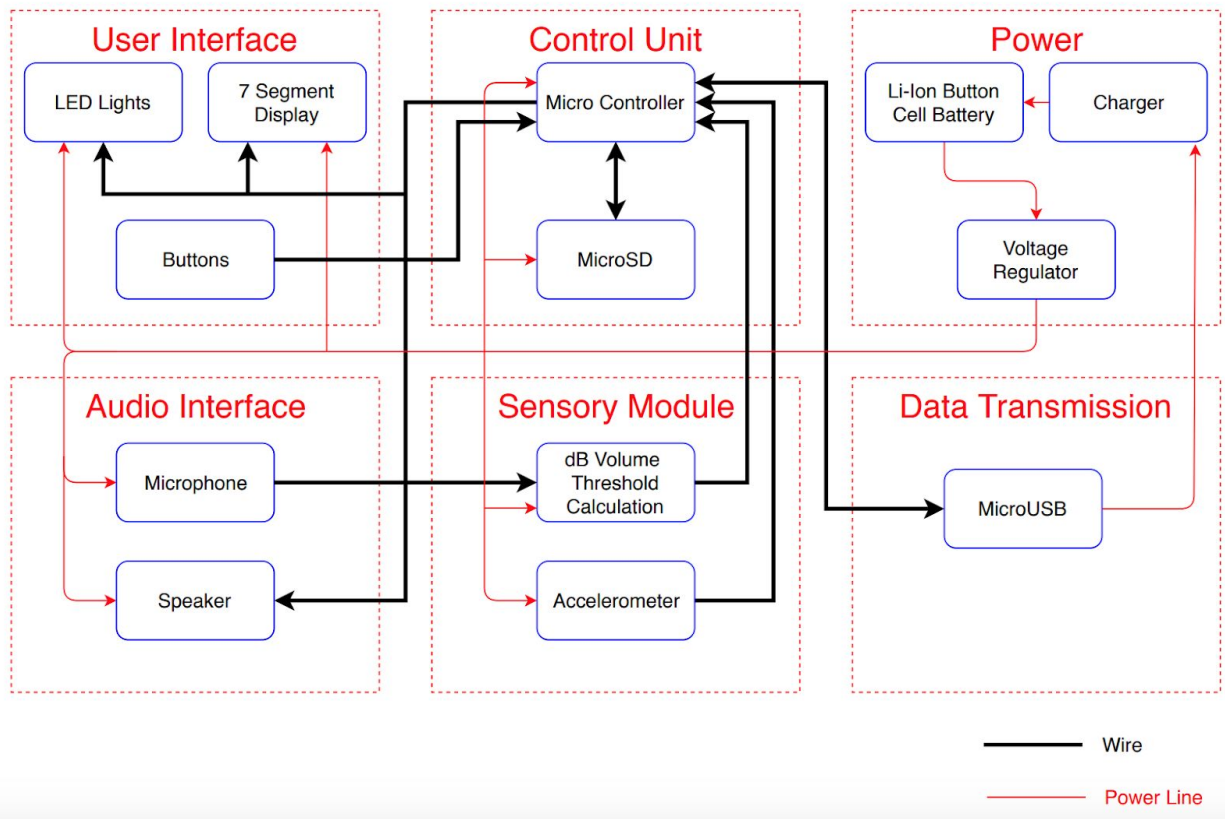 User Interface
LED Lights
7 Segment
Display
Buttons
Control Unit
Micro Controller
MicroSD
Power
Li-Ion Button
Cell Battery
Charger
Voltage
Regulator
Audio Interface
Microphone
Speaker
Sensory Module
dB Volume
Threshold
Calculation
Accelerometer
Data Transmission
MicroUSB
Wire
Power Line